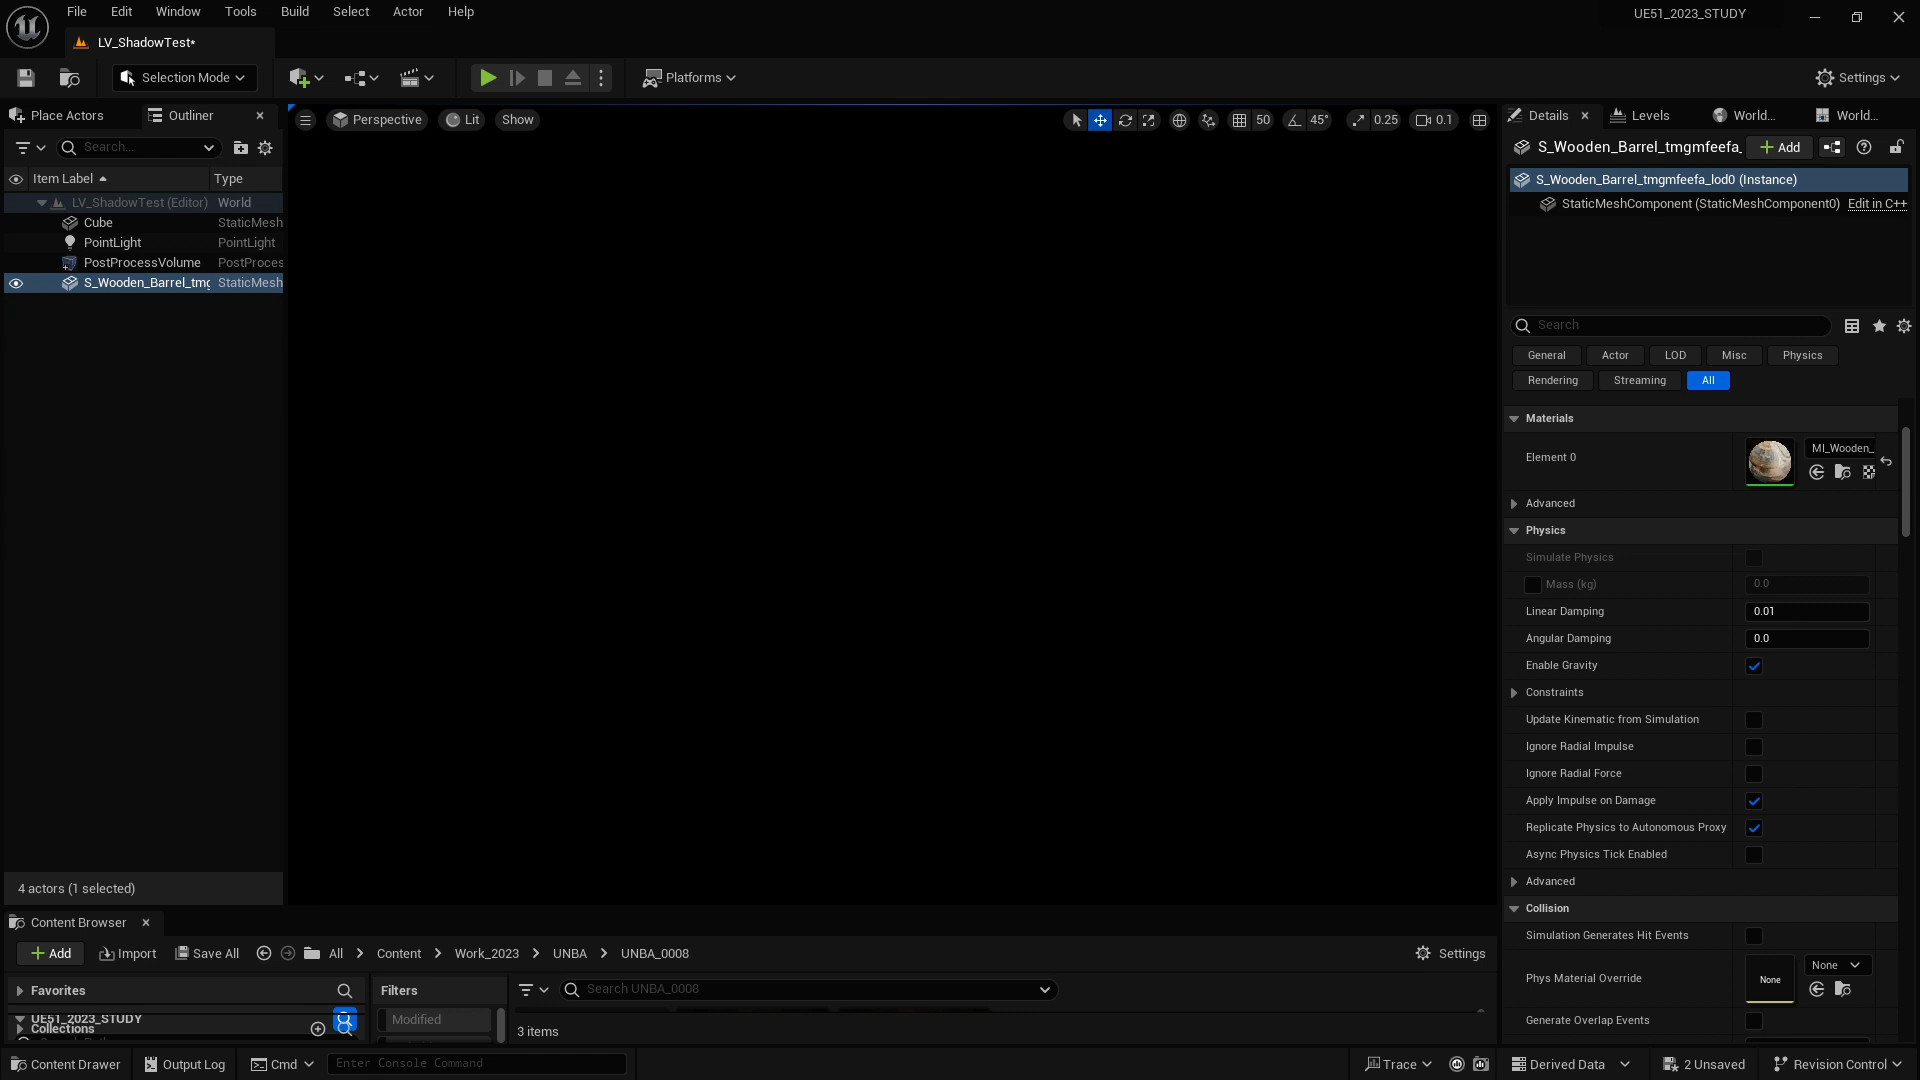 File Edit Window Tools Build Select Actor Help
UE51_2023_STUDY
LV_ShadowTest*
Selection Mode
Platforms
Settings
Place Actors
Outliner
Perspective
Lit
Show
50
45°
0.25
0.1
Details
Levels
World...
World...
Search...
S_Wooden_Barrel_tmgmfeefa_
Add
Item Label
Type
S_Wooden_Barrel_tmgmfeefa_lod0 (Instance)
LV_ShadowTest (Editor) World
StaticMeshComponent (StaticMeshComponent0) Edit in C++
Cube StaticMesh
PointLight PointLight
PostProcessVolume PostProces
S_Wooden_Barrel_tmg StaticMesh
Search
General Actor LOD Misc Physics
Rendering Streaming All
Materials
Element 0
MI_Wooden_
Advanced
Physics
Simulate Physics
Mass (kg) 0.0
Linear Damping 0.01
Angular Damping 0.0
Enable Gravity
Constraints
Update Kinematic from Simulation
Ignore Radial Impulse
Ignore Radial Force
Apply Impulse on Damage
Replicate Physics to Autonomous Proxy
Async Physics Tick Enabled
Advanced
Collision
Simulation Generates Hit Events
Phys Material Override
None
None
Generate Overlap Events
4 actors (1 selected)
Content Browser
Add
Import
Save All
All
Content
Work_2023
UNBA
UNBA_0008
Settings
Favorites
Filters
Search UNBA_0008
UE51_2023_STUDY
Collections
Modified
3 items
Content Drawer
Output Log
Cmd
Enter Console Command
Trace
Derived Data
2 Unsaved
Revision Control